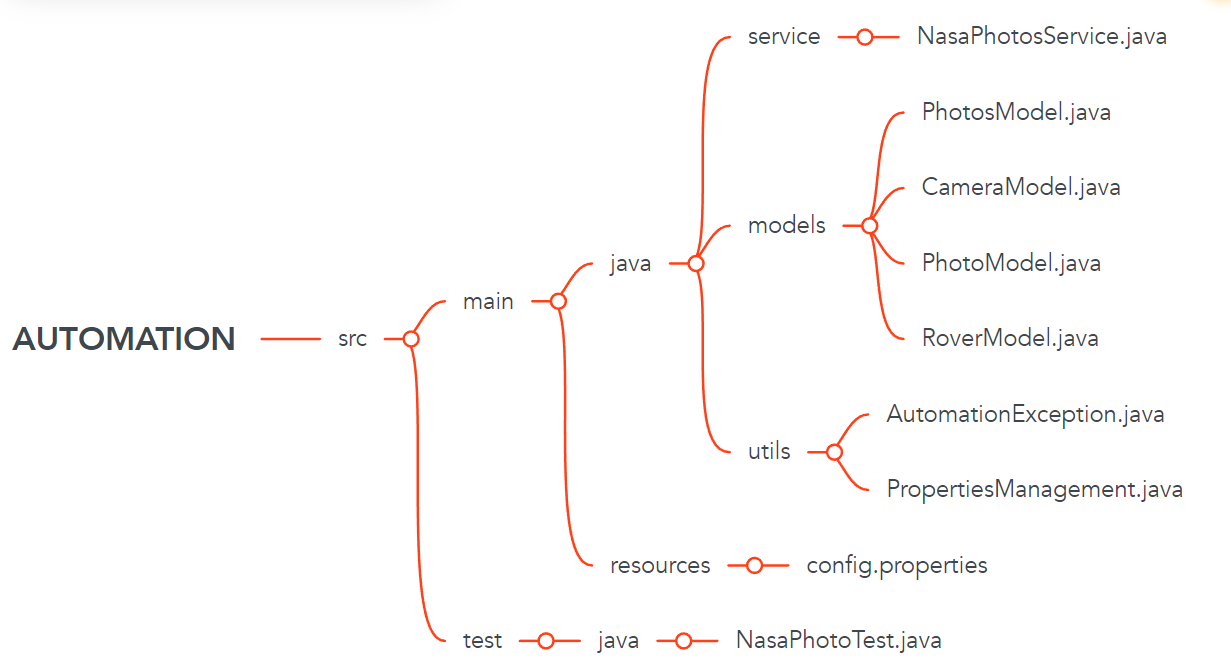 AUTOMATION
src
main
java
service
NasaPhotosService.java
models
PhotosModel.java
CameraModel.java
PhotoModel.java
RoverModel.java
utils
AutomationException.java
PropertiesManagement.java
resources
config.properties
test
java
NasaPhotoTest.java